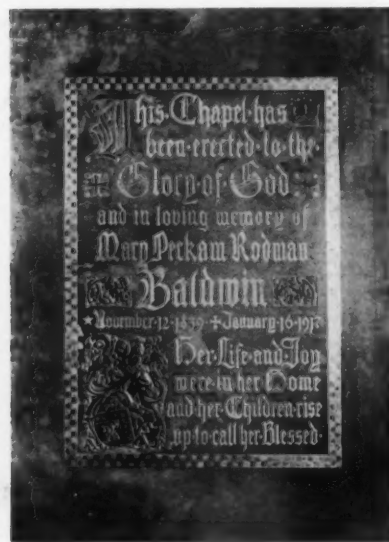 This·Chapel·has
been·erected·to·the
Glory·of·God
and in loving memory of
Mary Peckam Rodman
Baldwin
★November·12·1839·✝January·16·1917
Her·Life·and·Joy
were·in·her·Home
and·her·Children·rise
up·to·call·her·Blessed·